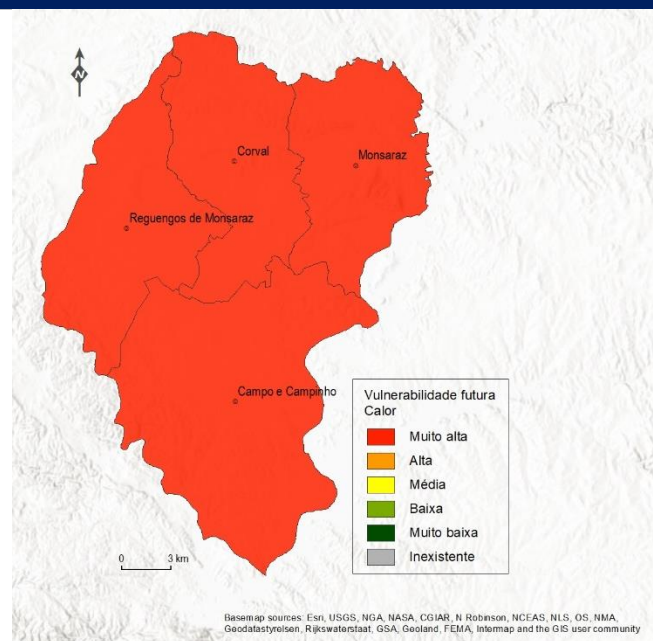 N
Corval
Monsaraz
Reguengos de Monsaraz
Campo e Campinho
Vulnerabilidade futura
Calor
Muito alta
Alta
Média
Baixa
Muito baixa
Inexistente
0 3 km
Basemap sources: Esri, USGS, NGA, NASA, CGIAR, N Robinson, NCEAS, NLS, OS, NMA,
Geodatastyrelsen, Rijkswaterstaat, GSA, Geoland, FEMA, Intermap and the GIS user community